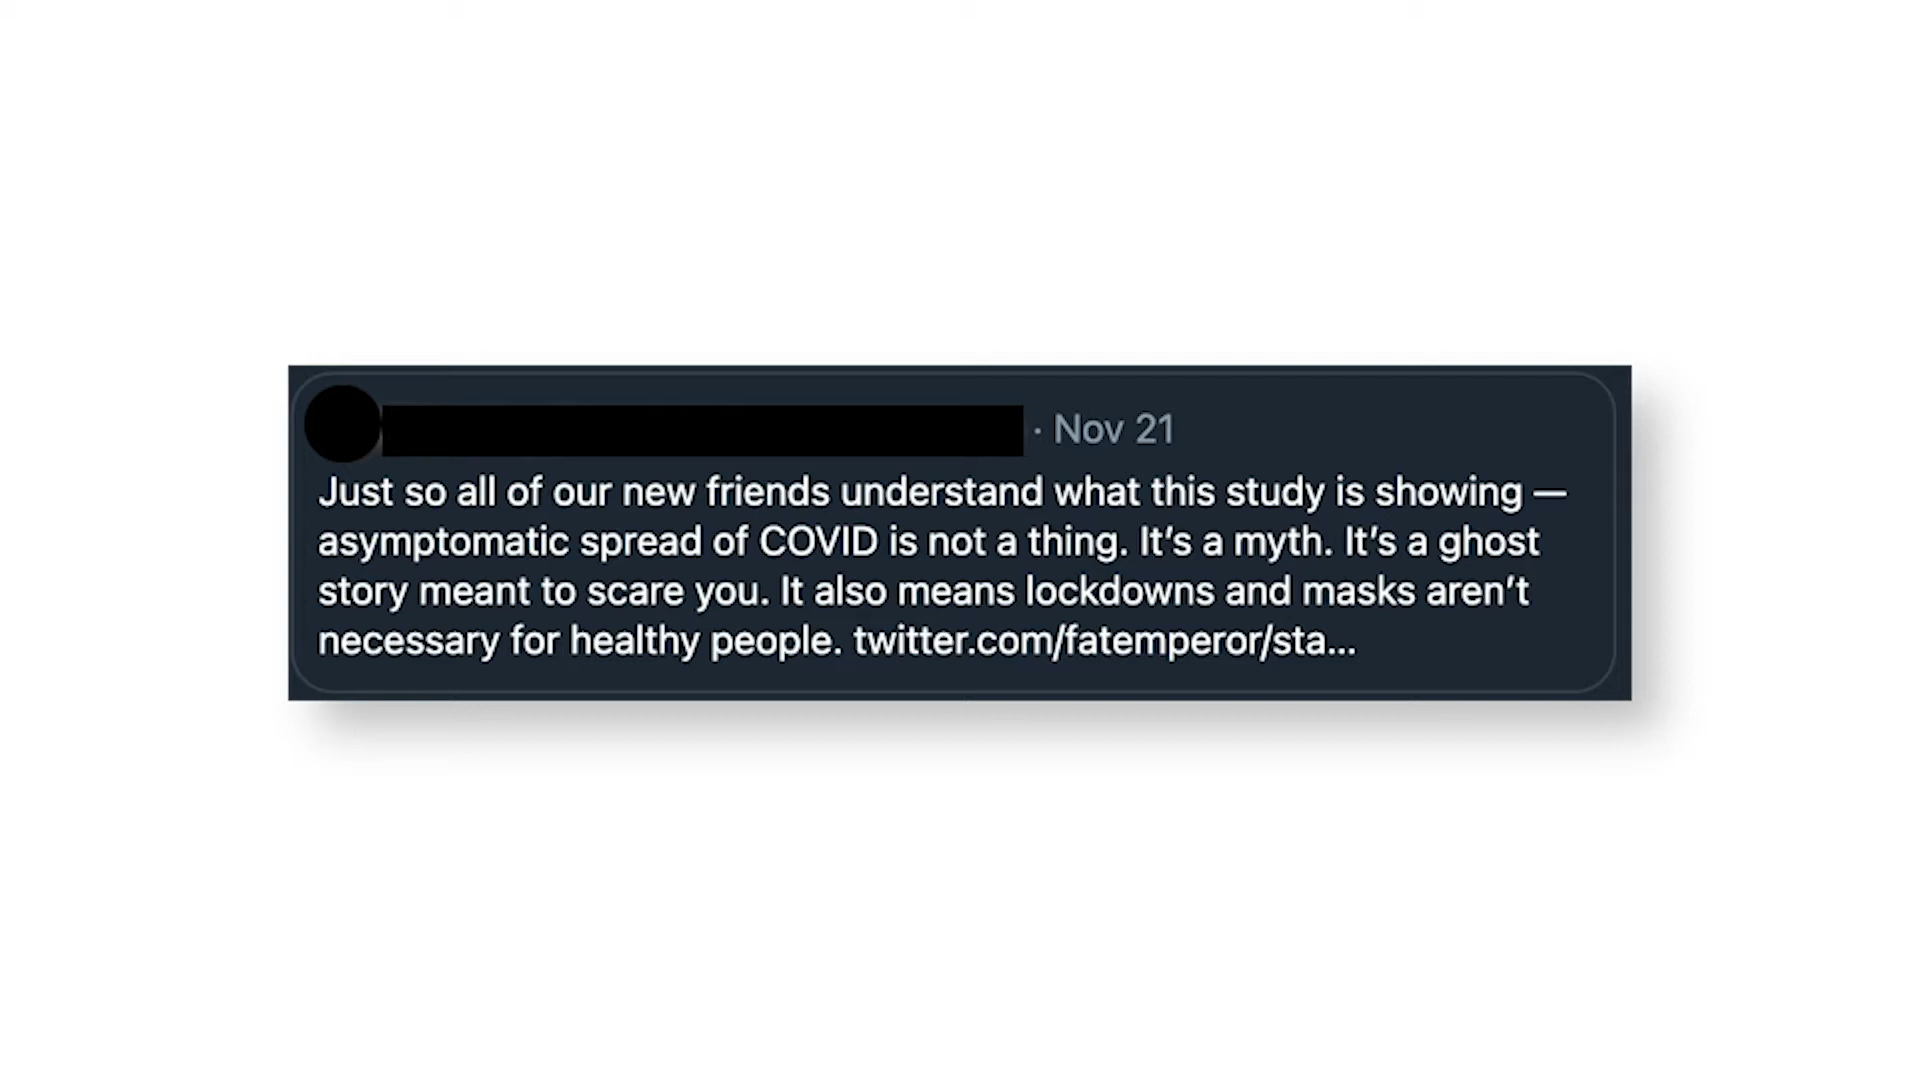 · Nov 21
Just so all of our new friends understand what this study is showing —
asymptomatic spread of COVID is not a thing. It’s a myth. It’s a ghost
story meant to scare you. It also means lockdowns and masks aren’t
necessary for healthy people. twitter.com/fatemperor/sta...